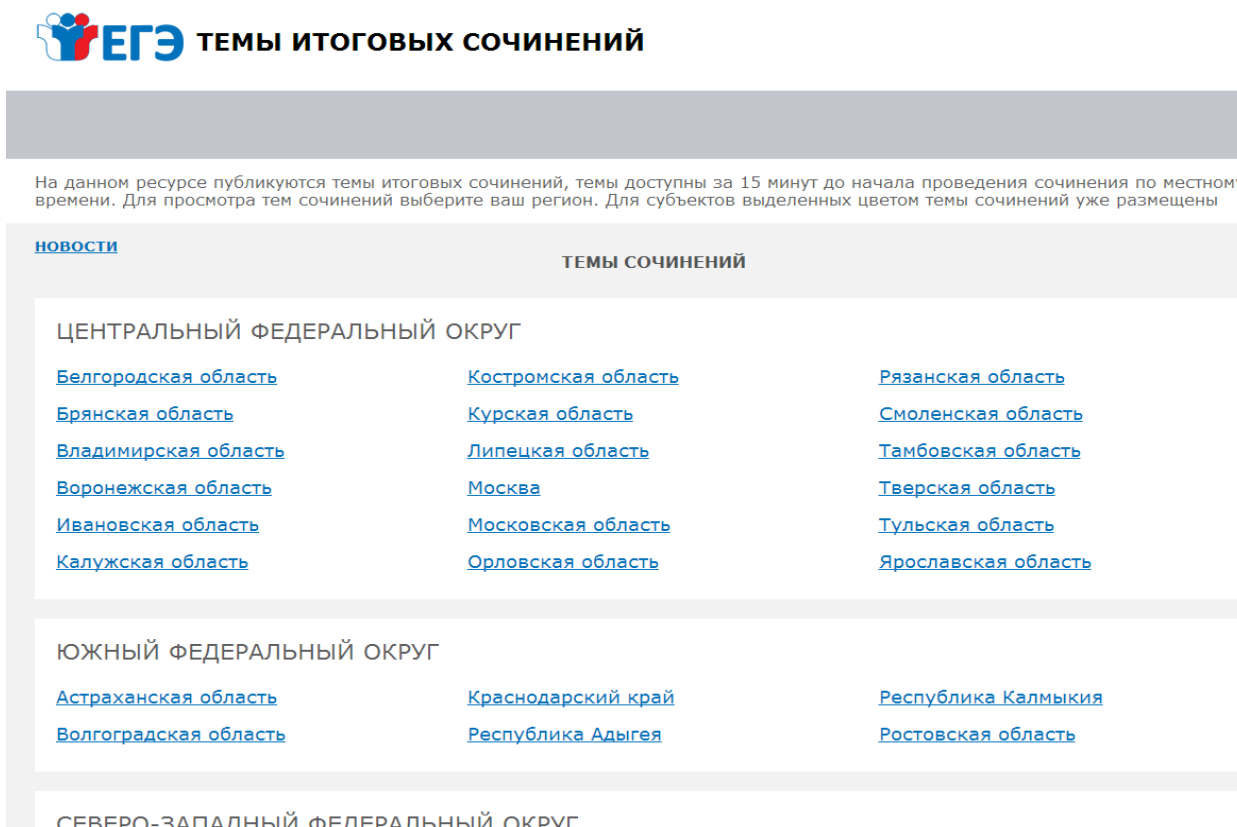 ЕГЭ ТЕМЫ ИТОГОВЫХ СОЧИНЕНИЙ
На данном ресурсе публикуются темы итоговых сочинений, темы доступны за 15 минут до начала проведения сочинения по местном
времени. Для просмотра тем сочинений выберите ваш регион. Для субъектов выделенных цветом темы сочинений уже размещены
НОВОСТИ
ТЕМЫ СОЧИНЕНИЙ
ЦЕНТРАЛЬНЫЙ ФЕДЕРАЛЬНЫЙ ОКРУГ
Белгородская область Костромская область Рязанская область
Брянская область Курская область Смоленская область
Владимирская область Липецкая область Тамбовская область
Воронежская область Москва Тверская область
Ивановская область Московская область Тульская область
Калужская область Орловская область Ярославская область
ЮЖНЫЙ ФЕДЕРАЛЬНЫЙ ОКРУГ
Астраханская область Краснодарский край Республика Калмыкия
Волгоградская область Республика Адыгея Ростовская область
СЕВЕРО-ЗАПАДНЫЙ ФЕДЕРАЛЬНЫЙ ОКРУГ